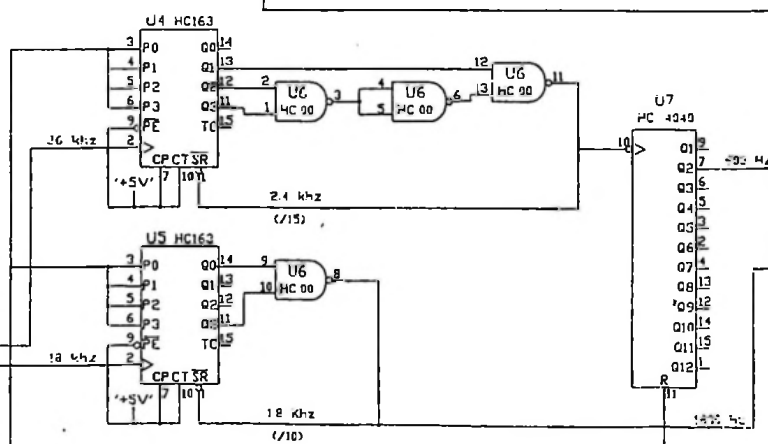 U4 HC163
3 P0 Q0 14
4 P1 Q1 13
5 P2 Q2 12
6 P3 Q3 11
9 PE TC 15
2
CP CT SR
7 10 1
'+5V'
2
1
U6
HC 00
3
4
5
U6
HC 00
6
12
13
U6
HC 00
11
2.4 khz
(/15)
U7
HC 4040
10
Q1 9
Q2 7
Q3 6
Q4 5
Q5 3
Q6 2
Q7 4
Q8 13
Q9 12
Q10 14
Q11 15
Q12 1
R
11
U5 HC163
3 P0 Q0 14
4 P1 Q1 13
5 P2 Q2 12
6 P3 Q3 11
9 PE TC 15
18 khz 2
CP CT SR
7 10 1
'+5V'
9
10
U6
HC 00
8
18 Khz
(/10)